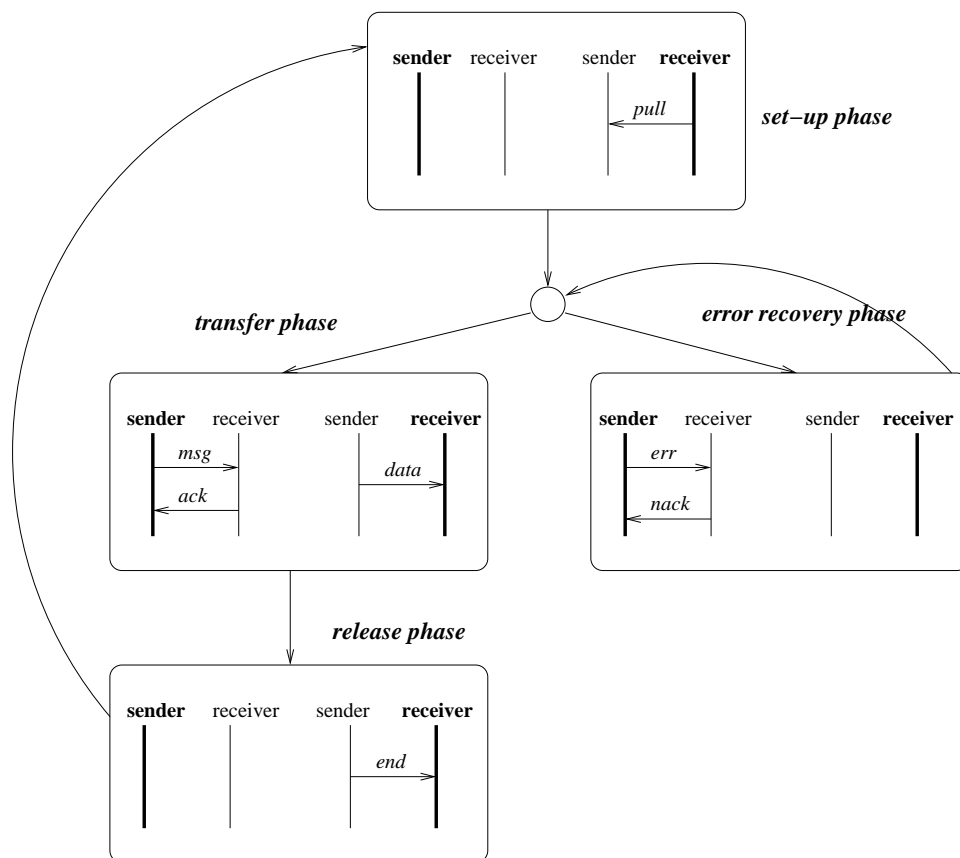 sender receiver sender receiver
pull
set-up phase
transfer phase
error recovery phase
sender receiver sender receiver
msg
data
ack
sender receiver sender receiver
err
nack
release phase
sender receiver sender receiver
end